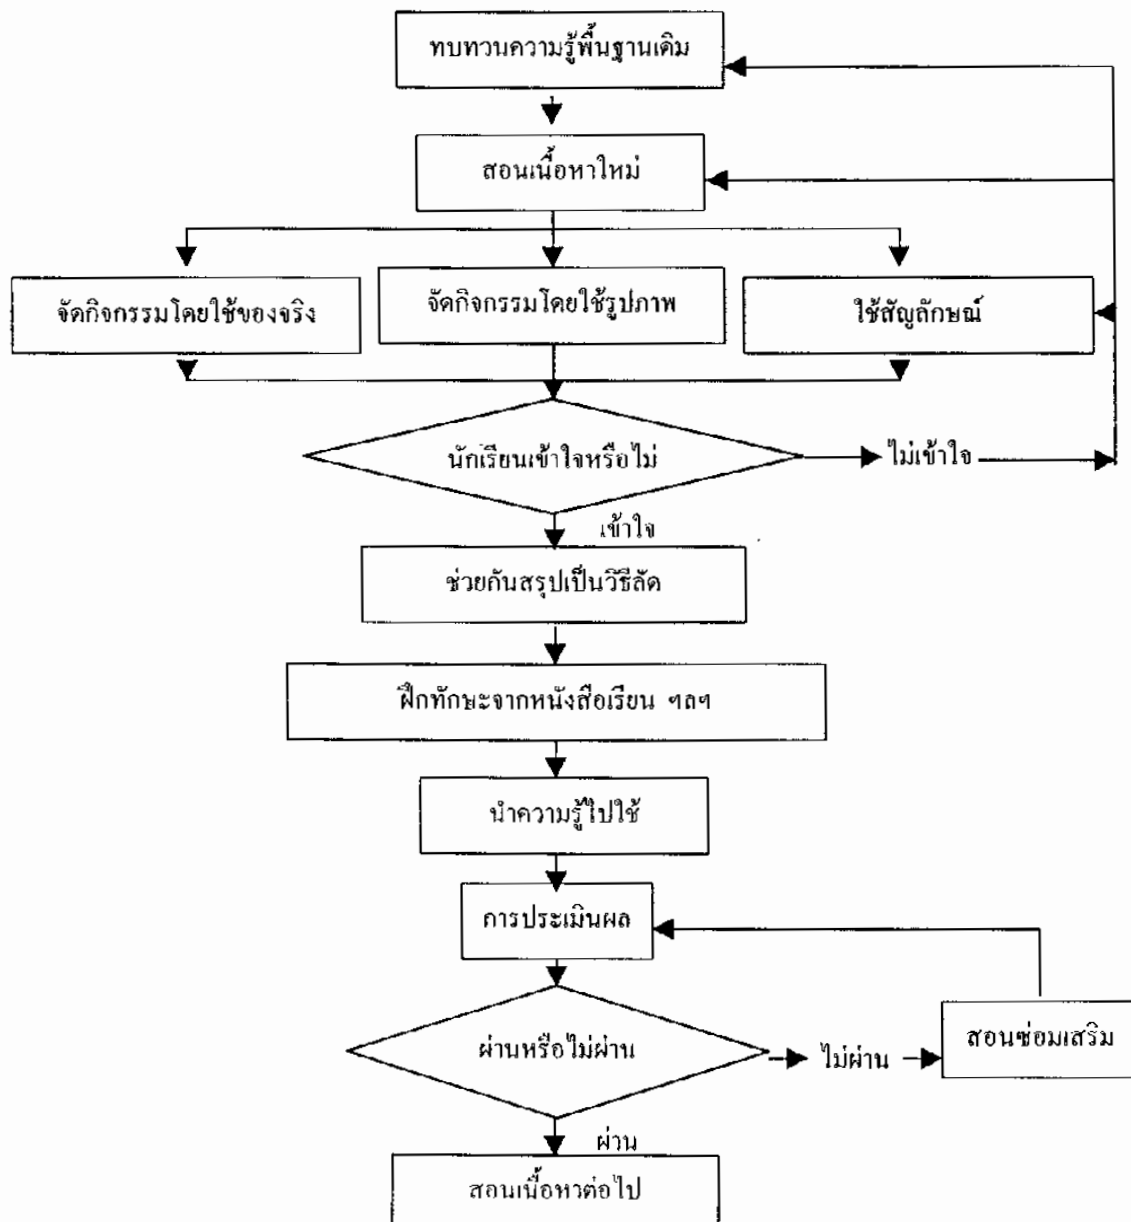 ทบทวนความรู้พื้นฐานเดิม
สอนเนื้อหาใหม่
จัดกิจกรรมโดยใช้ของจริง
จัดกิจกรรมโดยใช้รูปภาพ
ใช้สัญลักษณ์
นักเรียนเข้าใจหรือไม่
ไม่เข้าใจ
เข้าใจ
ช่วยกันสรุปเป็นวิธีลัด
ฝึกทักษะจากหนังสือเรียน ฯลฯ
นำความรู้ไปใช้
การประเมินผล
ผ่านหรือไม่ผ่าน
ไม่ผ่าน
สอนซ่อมเสริม
ผ่าน
สอนเนื้อหาต่อไป